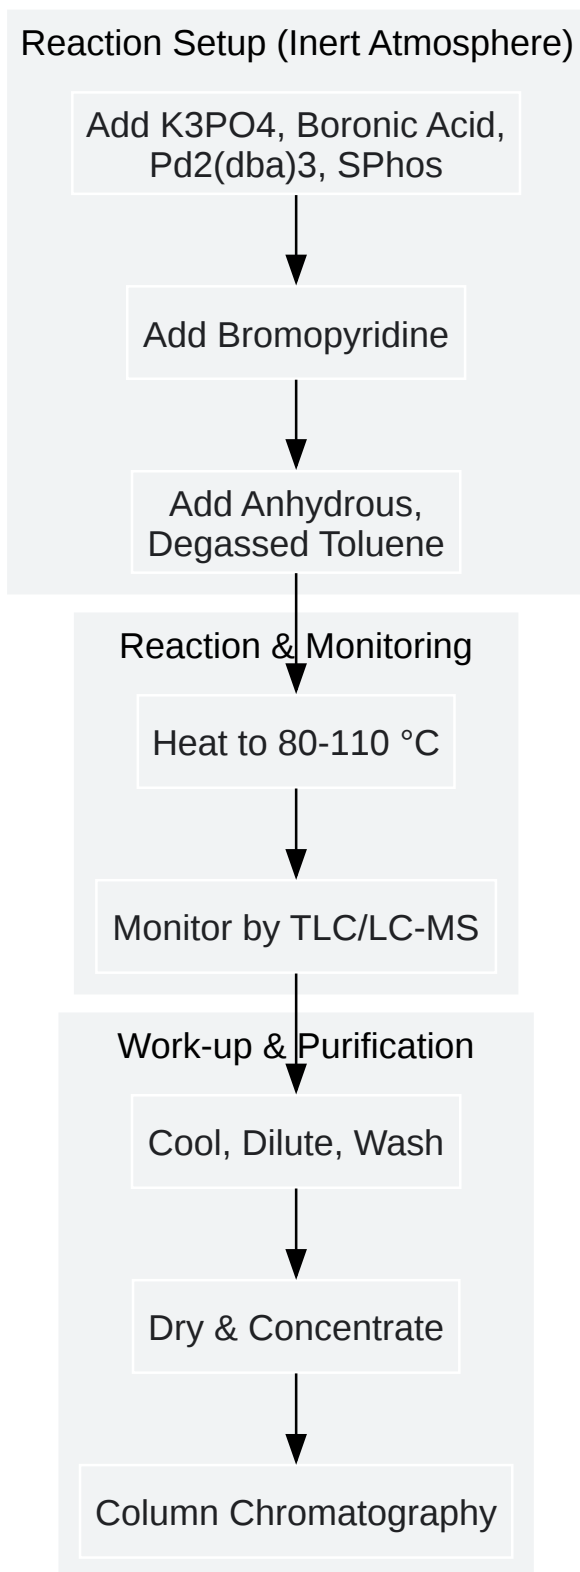 Reaction Setup (Inert Atmosphere)
Add K3PO4, Boronic Acid,
Pd2(dba)3, SPhos
Add Bromopyridine
Add Anhydrous,
Degassed Toluene
Reaction & Monitoring
Heat to 80-110 °C
Monitor by TLC/LC-MS
Work-up & Purification
Cool, Dilute, Wash
Dry & Concentrate
Column Chromatography